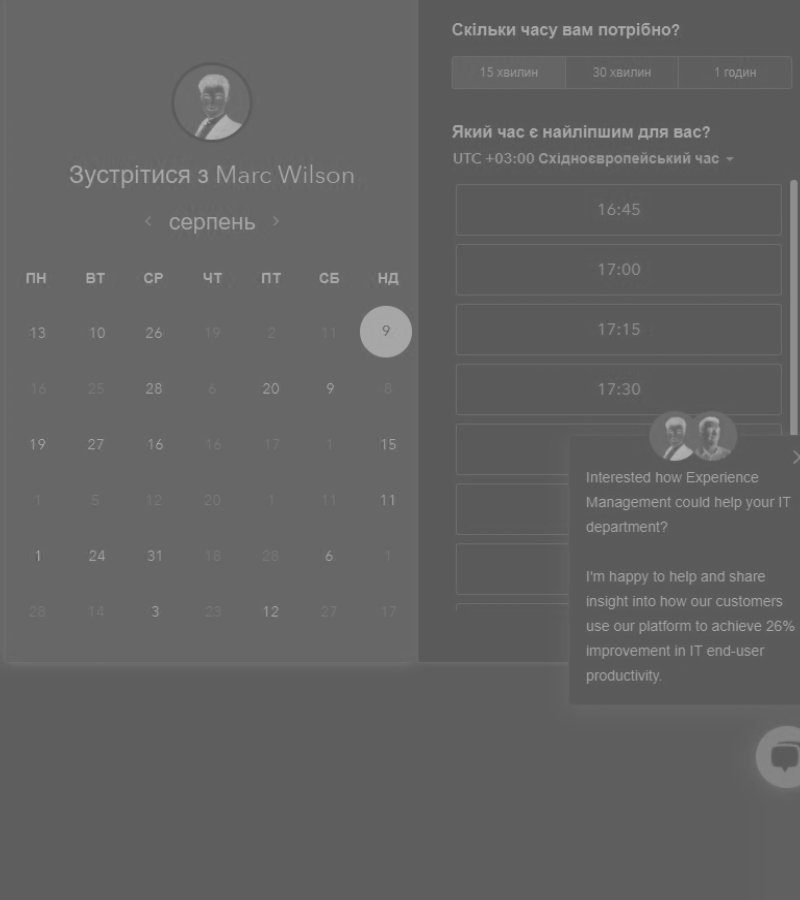 Зустрітися з Marc Wilson
серпень
ПН ВТ СР ЧТ ПТ СБ НД
13 10 26 19 2 11 9
16 25 28 6 20 9 8
19 27 16 16 17 1 15
1 5 12 20 1 11 11
1 24 31 18 28 6 1
28 14 3 23 12 27 17
Скільки часу вам потрібно?
15 хвилин 30 хвилин 1 годин
Який час є найліпшим для вас?
UTC +03:00 Східноєвропейський час
16:45
17:00
17:15
17:30
Interested how Experience
Management could help your IT
department?
I'm happy to help and share
insight into how our customers
use our platform to achieve 26%
improvement in IT end-user
productivity.